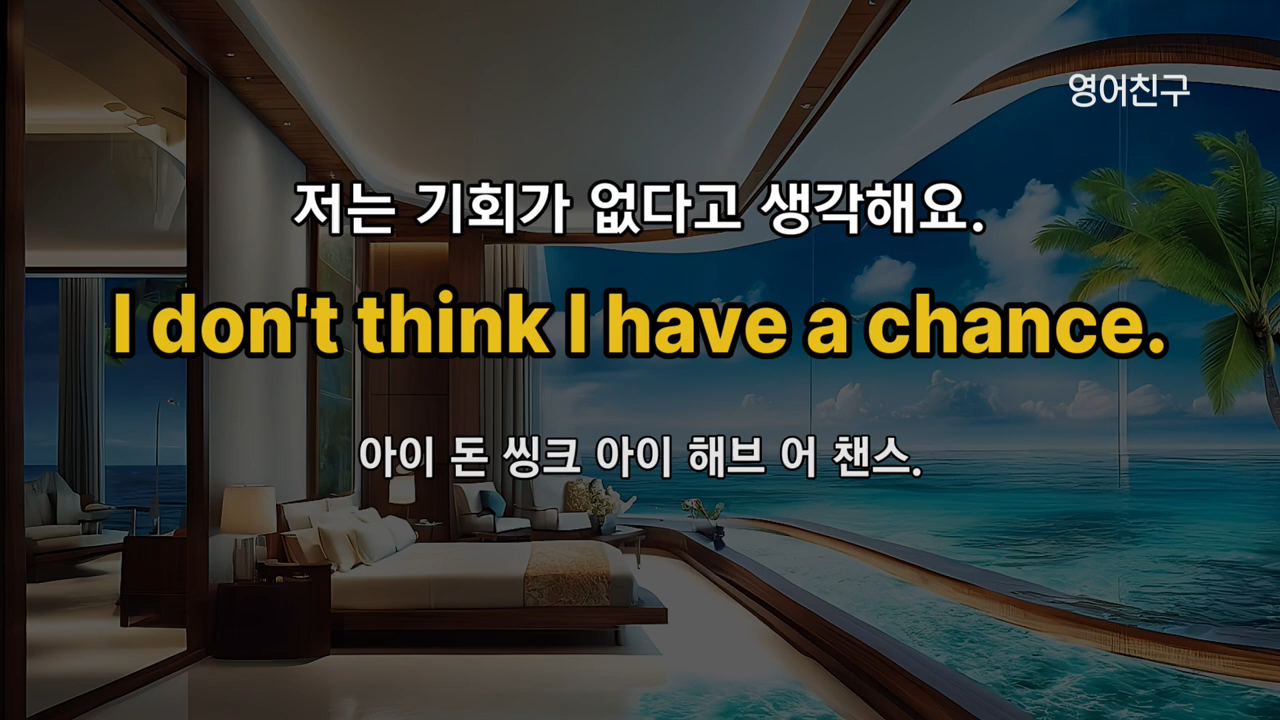 영어친구
저는 기회가 없다고 생각해요.
I don't think I have a chance.
아이 돈 씽크 아이 해브 어 챈스.